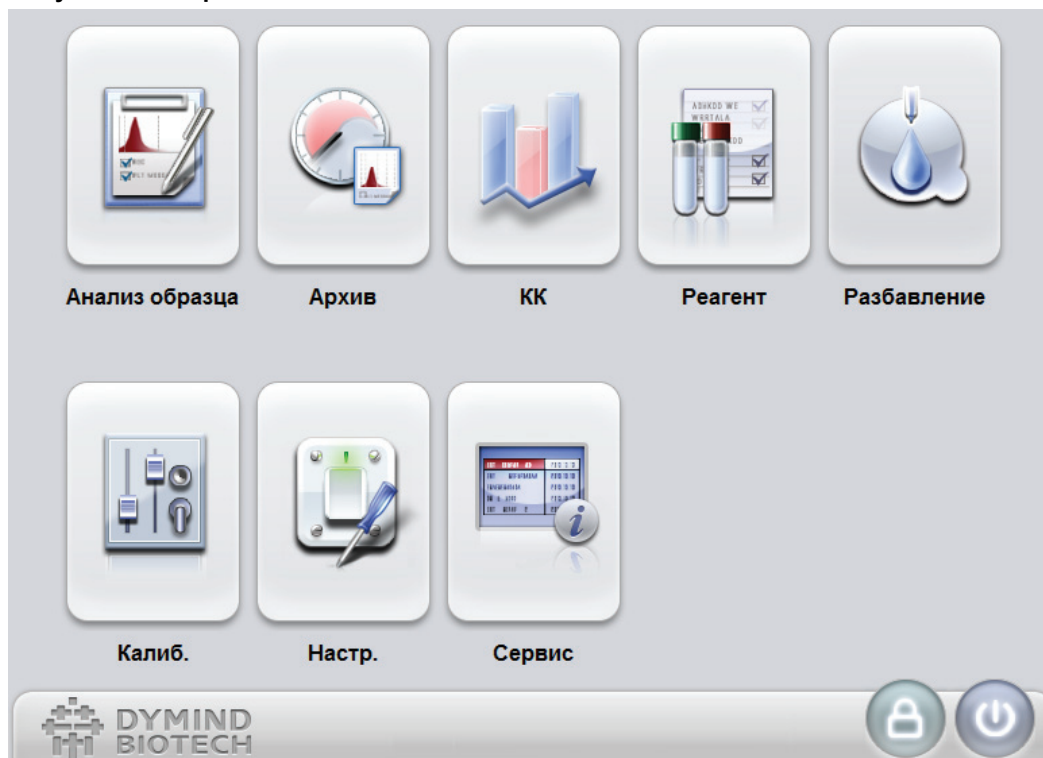 Анализ образца
Архив
КК
Реагент
Разбавление
Калиб.
Настр.
Сервис
DYMIND
BIOTECH